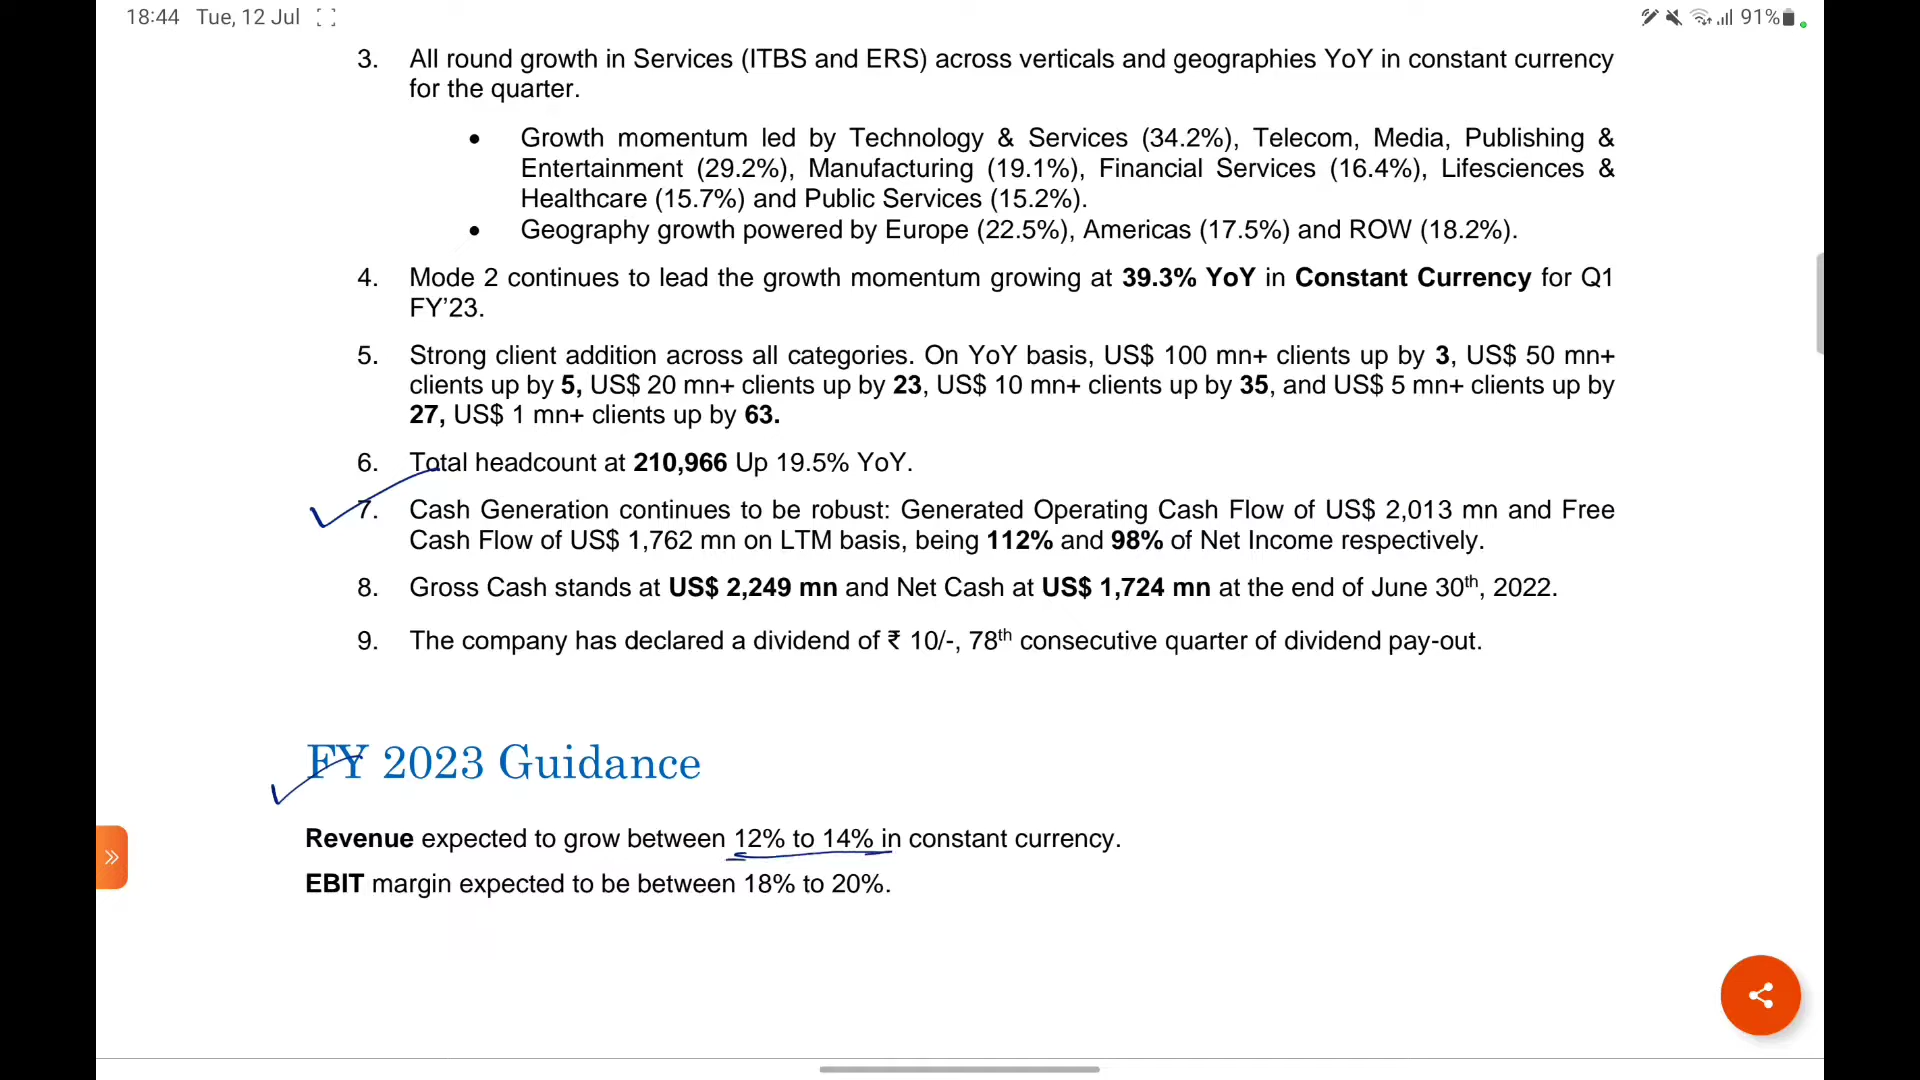 18:44 Tue, 12 Jul 91%
3. All round growth in Services (ITBS and ERS) across verticals and geographies YoY in constant currency
for the quarter.
• Growth momentum led by Technology & Services (34.2%), Telecom, Media, Publishing &
Entertainment (29.2%), Manufacturing (19.1%), Financial Services (16.4%), Lifesciences &
Healthcare (15.7%) and Public Services (15.2%).
• Geography growth powered by Europe (22.5%), Americas (17.5%) and ROW (18.2%).
4. Mode 2 continues to lead the growth momentum growing at 39.3% YoY in Constant Currency for Q1
FY’23.
5. Strong client addition across all categories. On YoY basis, US$ 100 mn+ clients up by 3, US$ 50 mn+
clients up by 5, US$ 20 mn+ clients up by 23, US$ 10 mn+ clients up by 35, and US$ 5 mn+ clients up by
27, US$ 1 mn+ clients up by 63.
6. Total headcount at 210,966 Up 19.5% YoY.
7. Cash Generation continues to be robust: Generated Operating Cash Flow of US$ 2,013 mn and Free
Cash Flow of US$ 1,762 mn on LTM basis, being 112% and 98% of Net Income respectively.
8. Gross Cash stands at US$ 2,249 mn and Net Cash at US$ 1,724 mn at the end of June 30th, 2022.
9. The company has declared a dividend of ₹ 10/-, 78th consecutive quarter of dividend pay-out.
FY 2023 Guidance
Revenue expected to grow between 12% to 14% in constant currency.
EBIT margin expected to be between 18% to 20%.